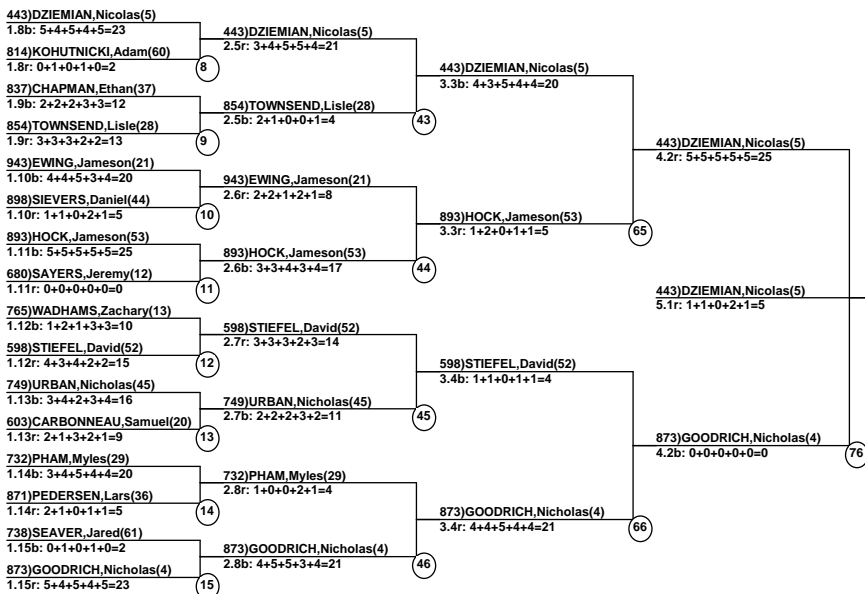 443)DZIEMIAN,Nicolas(5)
1.8b: 5+4+5+4+5=23
814)KOHUTNICKI,Adam(60)
1.8r: 0+1+0+1+0=2
8
837)CHAPMAN,Ethan(37)
1.9b: 2+2+2+3+3=12
854)TOWNSEND,Lisle(28)
1.9r: 3+3+3+2+2=13
9
943)EWING,Jameson(21)
1.10b: 4+4+5+3+4=20
898)SIEVERS,Daniel(44)
1.10r: 1+1+0+2+1=5
10
893)HOCK,Jameson(53)
1.11b: 5+5+5+5+5=25
680)SAYERS,Jeremy(12)
1.11r: 0+0+0+0+0=0
11
765)WADHAMS,Zachary(13)
1.12b: 1+2+1+3+3=10
598)STIEFEL,David(52)
1.12r: 4+3+4+2+2=15
12
749)URBAN,Nicholas(45)
1.13b: 3+4+2+3+4=16
603)CARBONNEAU,Samuel(20)
1.13r: 2+1+3+2+1=9
13
732)PHAM,Myles(29)
1.14b: 3+4+5+4+4=20
871)PEDERSEN,Lars(36)
1.14r: 2+1+0+1+1=5
14
738)SEAVER,Jared(61)
1.15b: 0+1+0+1+0=2
873)GOODRICH,Nicholas(4)
1.15r: 5+4+5+4+5=23
15
443)DZIEMIAN,Nicolas(5)
2.5r: 3+4+5+5+4=21
854)TOWNSEND,Lisle(28)
2.5b: 2+1+0+0+1=4
43
943)EWING,Jameson(21)
2.6r: 2+2+1+2+1=8
893)HOCK,Jameson(53)
2.6b: 3+3+4+3+4=17
44
598)STIEFEL,David(52)
2.7r: 3+3+3+2+3=14
749)URBAN,Nicholas(45)
2.7b: 2+2+2+3+2=11
45
732)PHAM,Myles(29)
2.8r: 1+0+0+2+1=4
873)GOODRICH,Nicholas(4)
2.8b: 4+5+5+3+4=21
46
443)DZIEMIAN,Nicolas(5)
3.3b: 4+3+5+4+4=20
893)HOCK,Jameson(53)
3.3r: 1+2+0+1+1=5
65
598)STIEFEL,David(52)
3.4b: 1+1+0+1+1=4
873)GOODRICH,Nicholas(4)
3.4r: 4+4+5+4+4=21
66
443)DZIEMIAN,Nicolas(5)
4.2r: 5+5+5+5+5=25
873)GOODRICH,Nicholas(4)
4.2b: 0+0+0+0+0=0
76
443)DZIEMIAN,Nicolas(5)
5.1r: 1+1+0+2+1=5